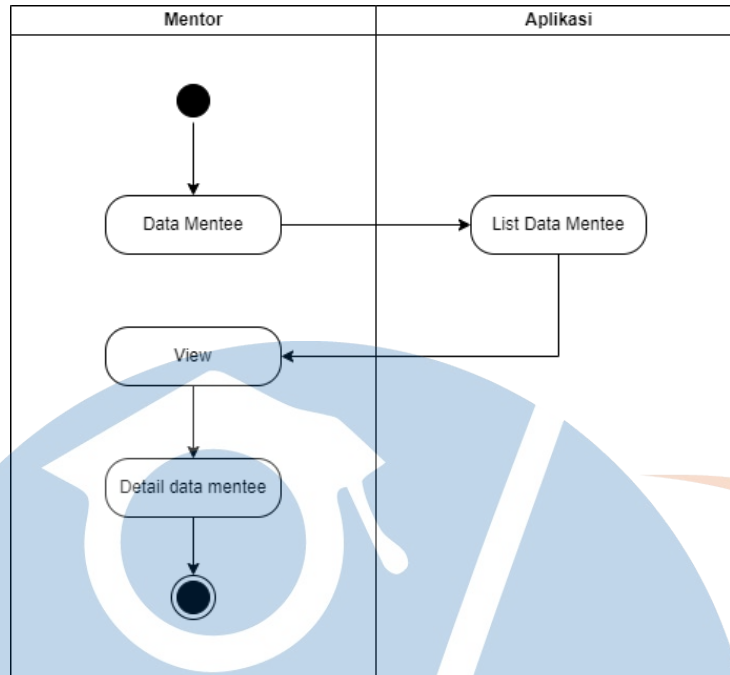 Mentor
Aplikasi
Data Mentee
List Data Mentee
View
Detail data mentee